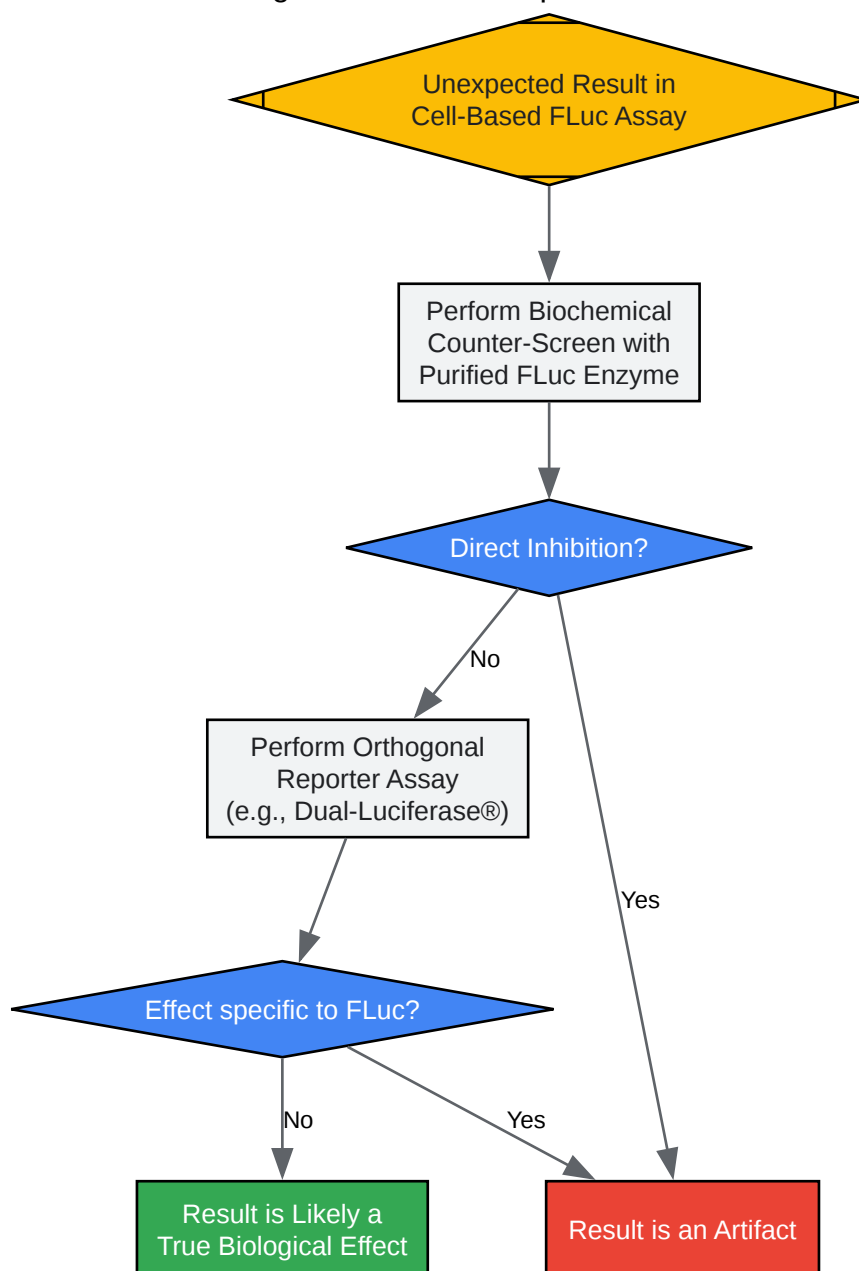 Unexpected Result in
Cell-Based FLuc Assay
Perform Biochemical
Counter-Screen with
Purified FLuc Enzyme
Direct Inhibition?
No
Perform Orthogonal
Reporter Assay
(e.g., Dual-Luciferase®)
Yes
Effect specific to FLuc?
No
Yes
Result is Likely a
True Biological Effect
Result is an Artifact